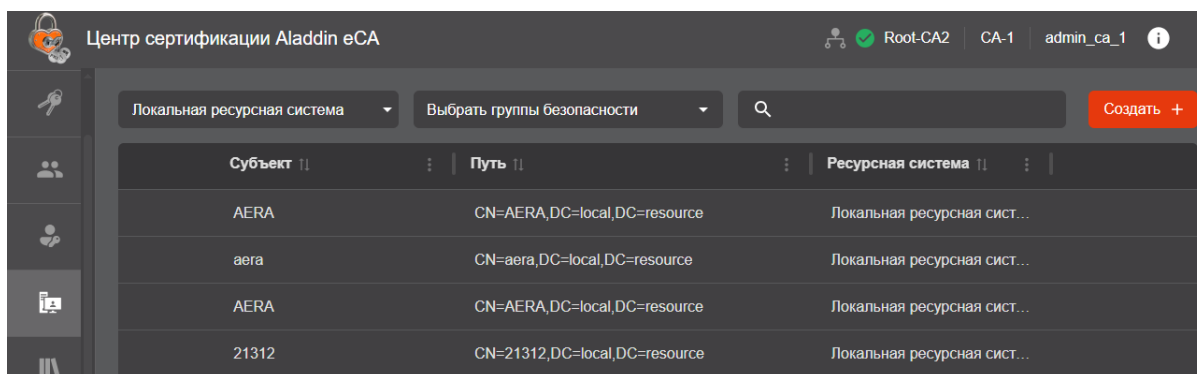 Центр сертификации Aladdin eCA Root-CA2 CA-1 admin_ca_1
Локальная ресурсная система Выбрать группы безопасности Создать +
Субъект Путь Ресурсная система
AERA CN=AERA,DC=local,DC=resource Локальная ресурсная сист...
aera CN=aera,DC=local,DC=resource Локальная ресурсная сист...
AERA CN=AERA,DC=local,DC=resource Локальная ресурсная сист...
21312 CN=21312,DC=local,DC=resource Локальная ресурсная сист...